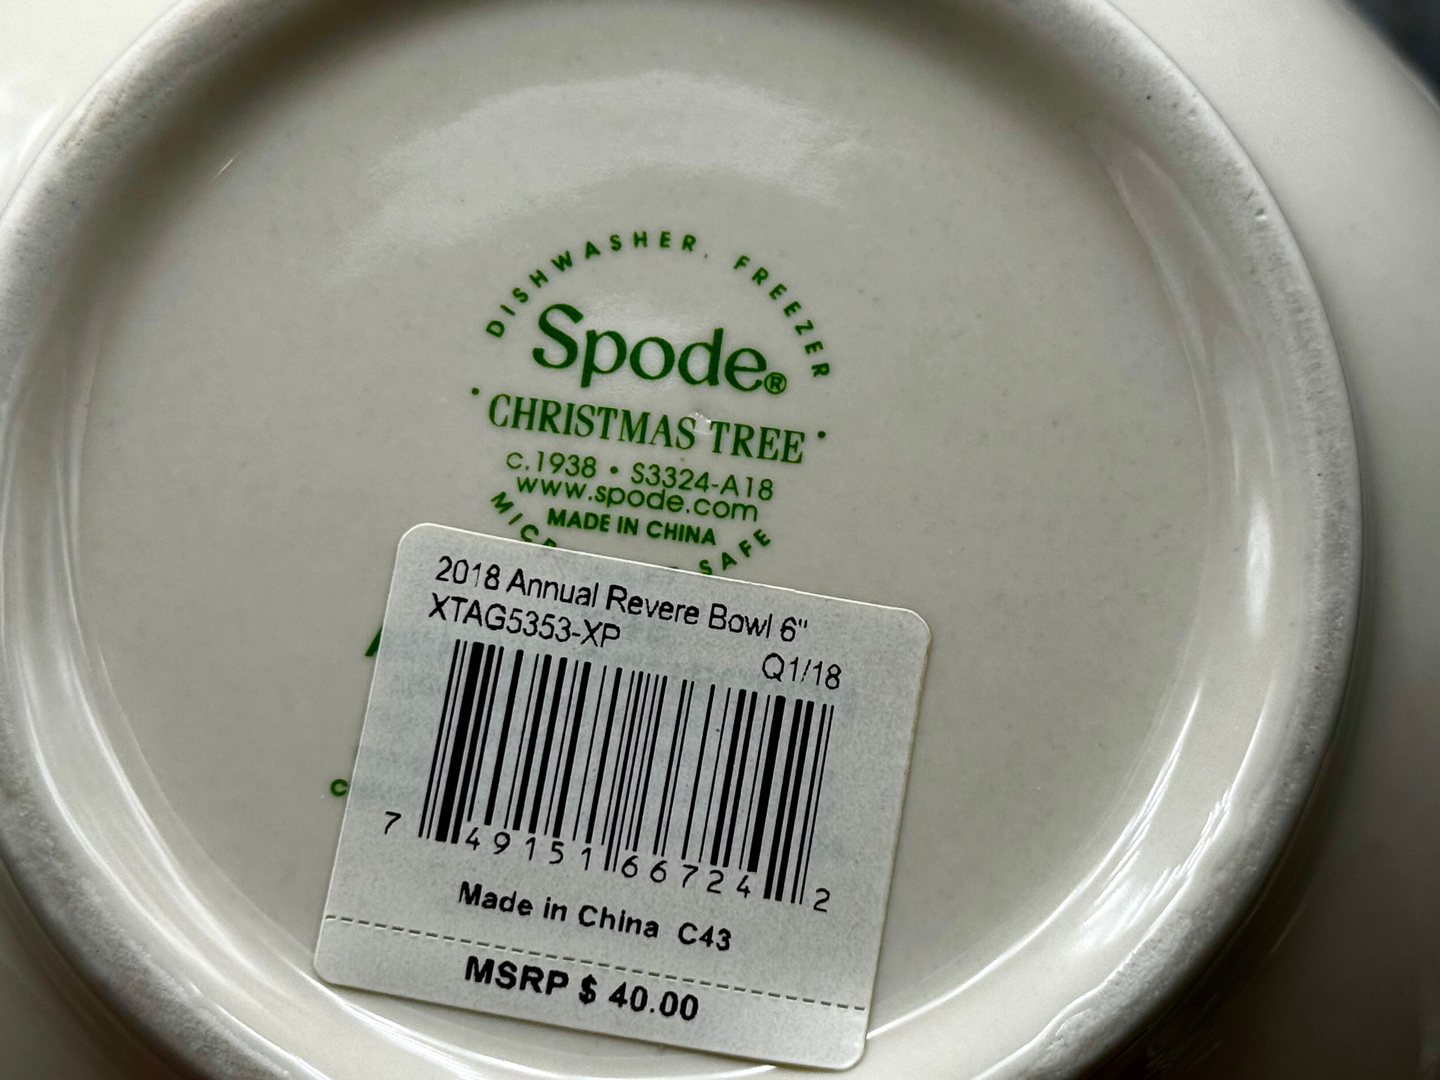 DISHWASHER, FREEZER
Spode®
· CHRISTMAS TREE ·
c.1938 • S3324-A18
www.spode.com
MADE IN CHINA
SAFE
2018 Annual Revere Bowl 6"
XTAG5353-XP
Q1/18
7 49151 66724 2
Made in China C43
MSRP $ 40.00